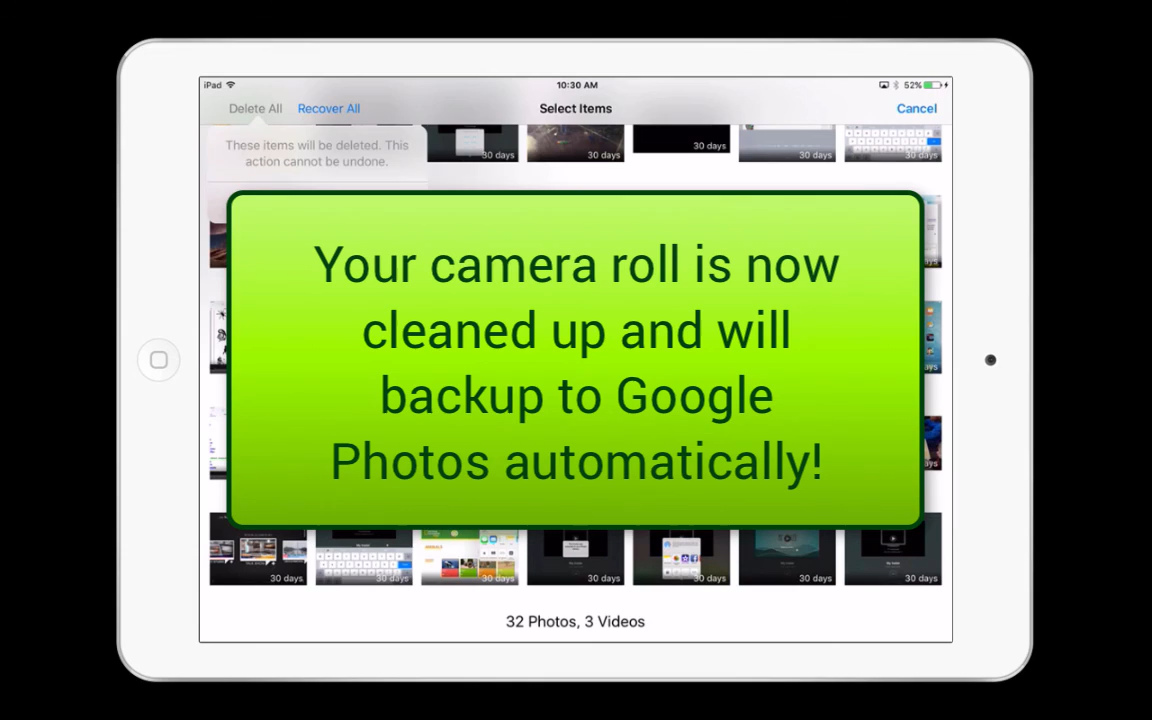 iPad 10:30 AM 52%
Delete All Recover All Select Items Cancel
These items will be deleted. This
action cannot be undone.
30 days 30 days 30 days 30 days 30 days
Your camera roll is now
cleaned up and will
backup to Google
Photos automatically!
30 days 30 days 30 days 30 days 30 days 30 days 30 days
32 Photos, 3 Videos